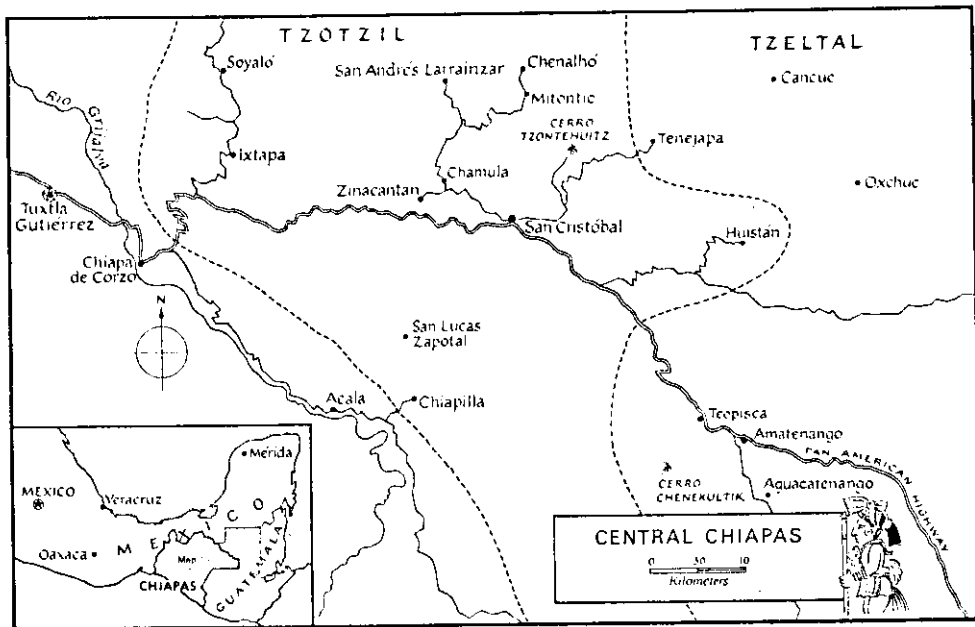 TZOTZIL
TZELTAL
Soyaló
San Andrés Larrainzar
Chenalhó
Mitontic
Cancuc
RIO Grijalva
CERRO
TZONTEHUITZ
Tenejapa
Ixtapa
Chamula
Zinacantan
Oxchuc
Tuxtla
Gutiérrez
San Cristóbal
Huistán
Chiapa
de Corzo
N
San Lucas
Zapotal
Acala
Chiapilla
Teopisca
Amatenango
PAN AMERICAN HIGHWAY
CERRO
CHENEKULTIK
Aguacatenango
Mérida
MEXICO
Veracruz
Oaxaca
MEXICO
Map
CHIAPAS
GUATEMALA
CENTRAL CHIAPAS
0 30 10
Kilometers